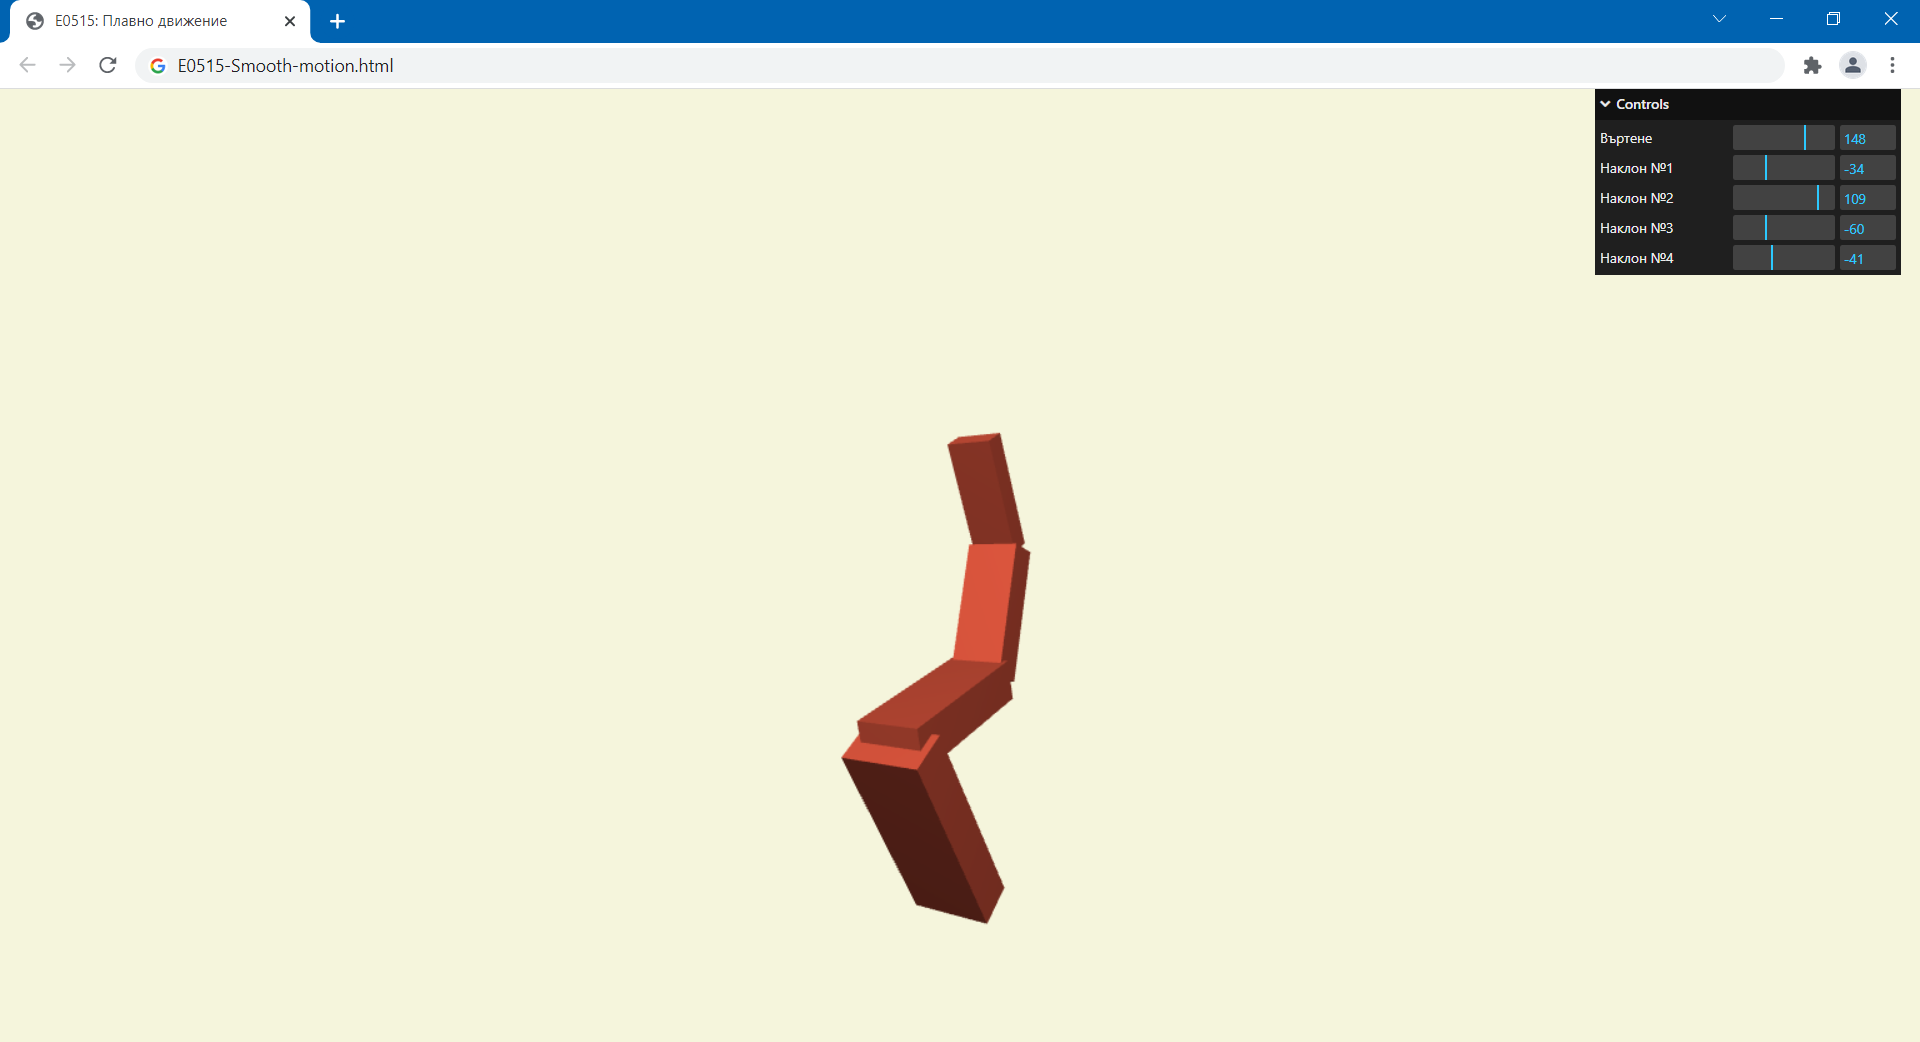 E0515: Плавно движение
E0515-Smooth-motion.html
Controls
Въртене 148
Наклон №1 -34
Наклон №2 109
Наклон №3 -60
Наклон №4 -41